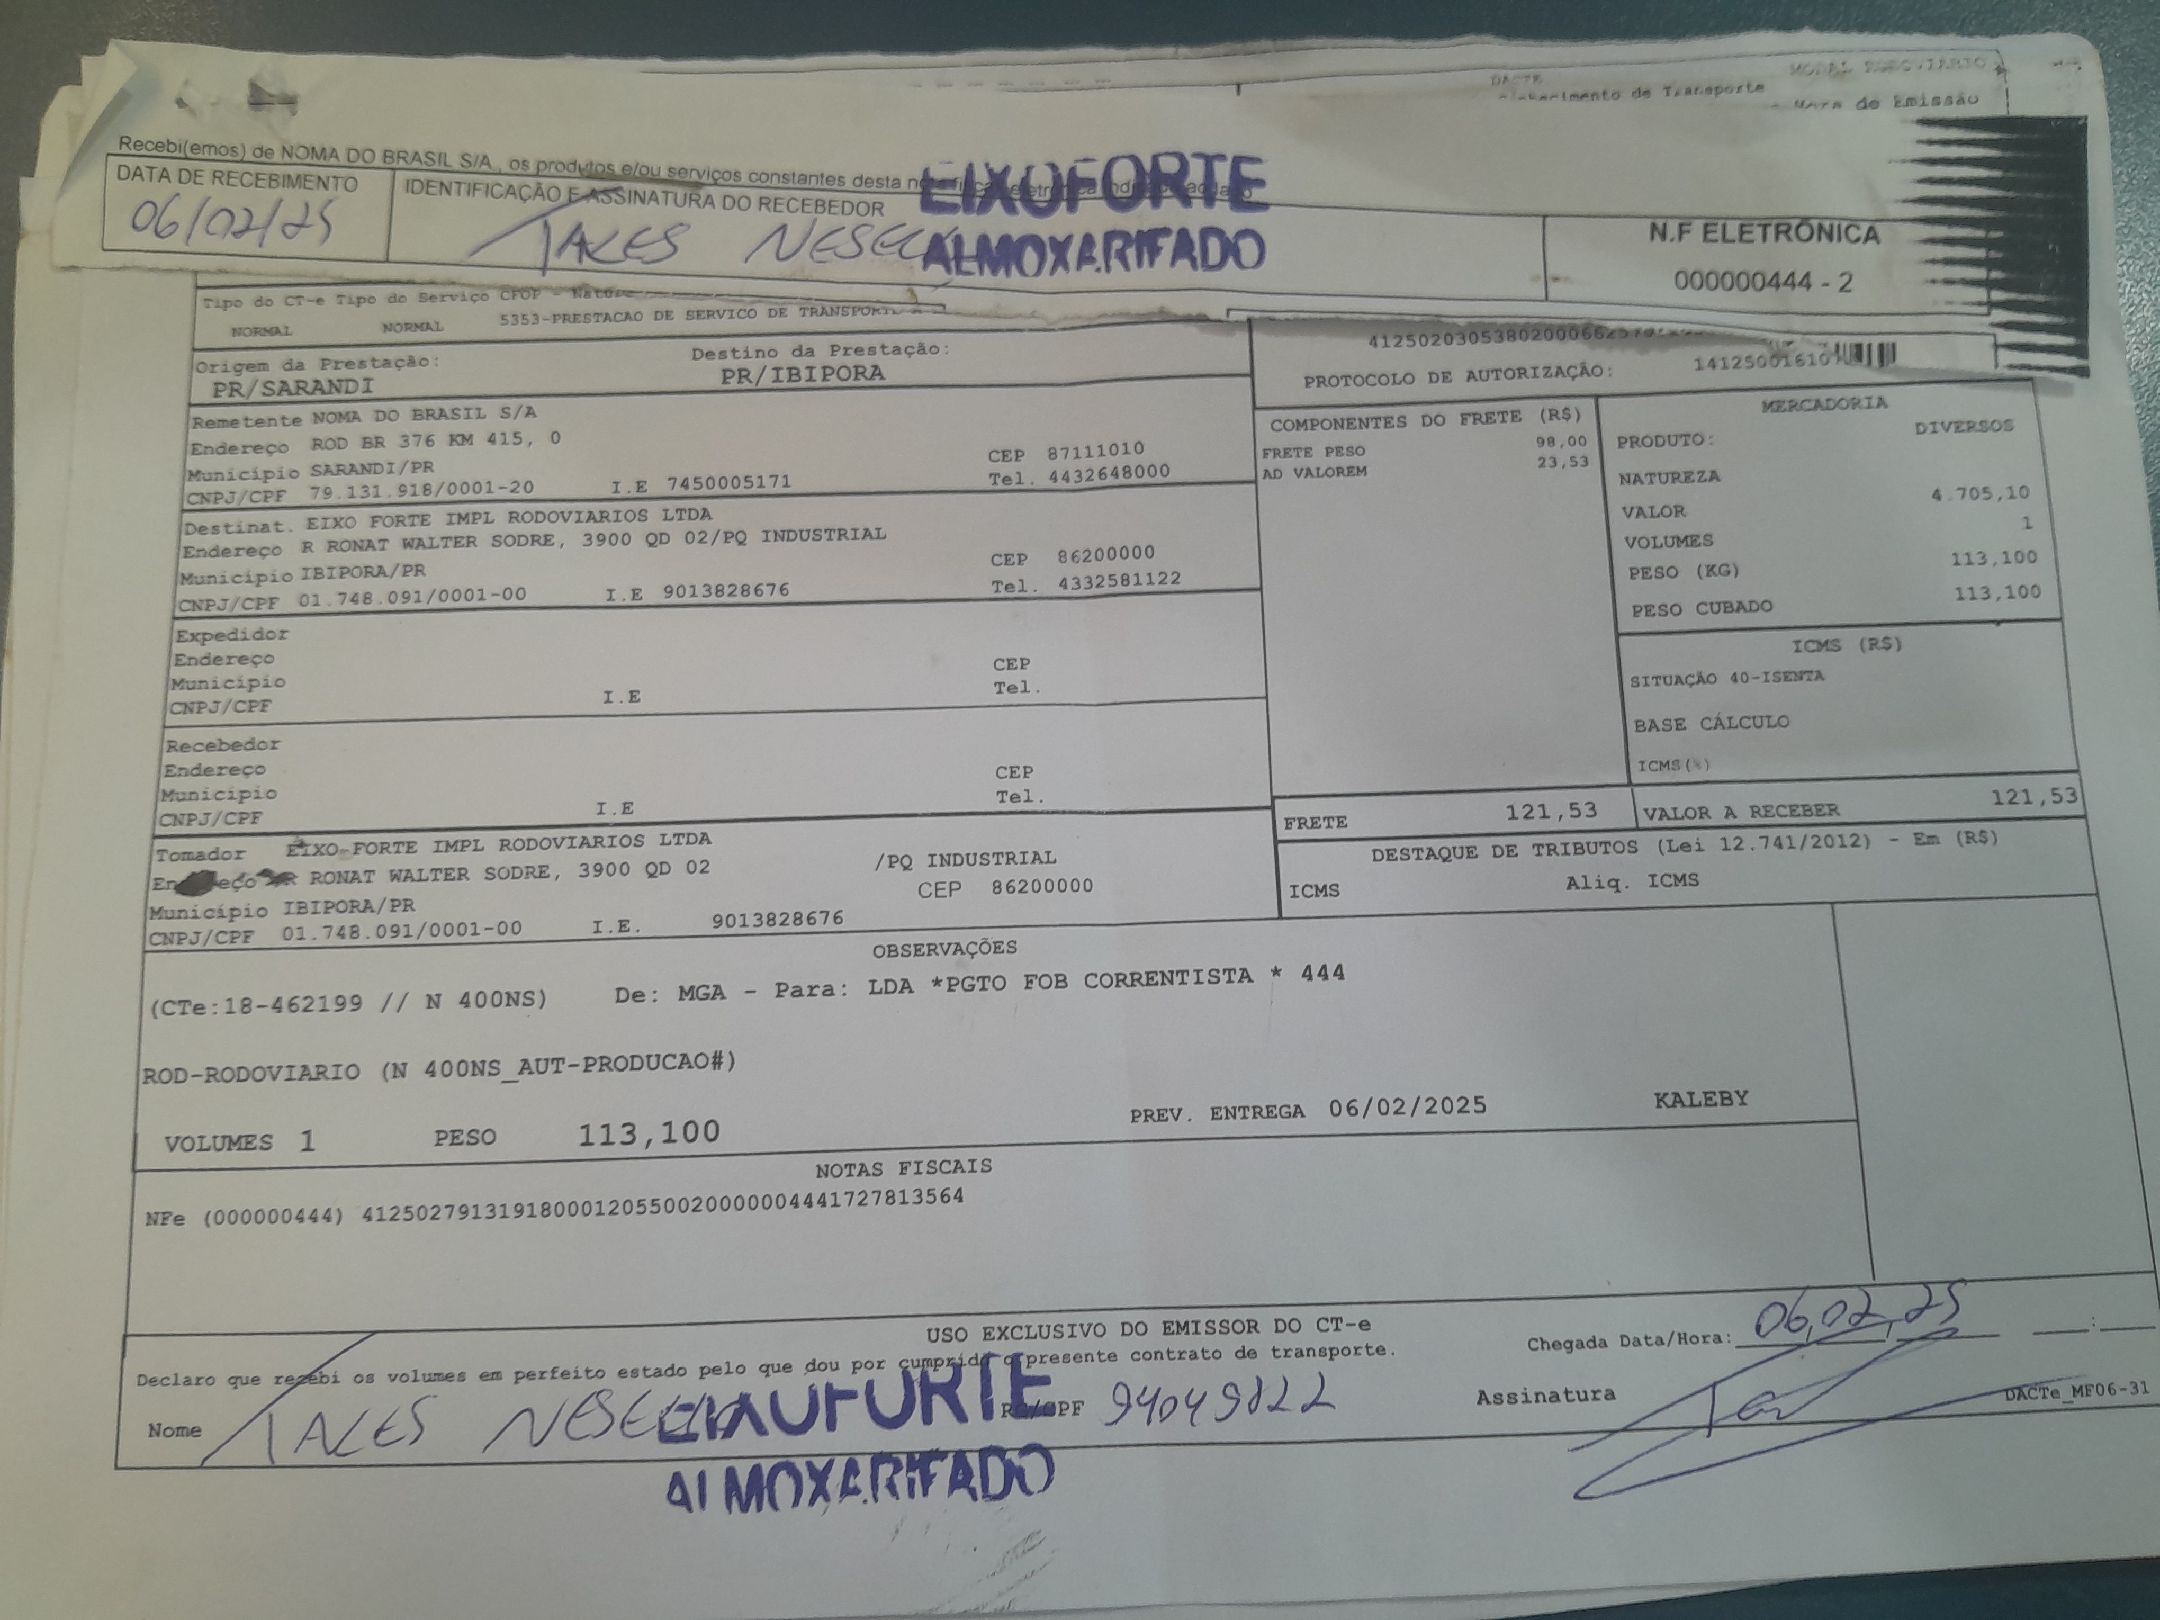 DACTE
MODAL RODOVIARIO
de Transporte
de Emissão
Recebi(emos) de NOMA DO BRASIL S/A, os produtos e/ou serviços constantes desta
DATA DE RECEBIMENTO
IDENTIFICAÇÃO E ASSINATURA DO RECEBEDOR
06/02/25
TALES
EIXOFORTE
ALMOXARIFADO
N.F ELETRÔNICA
000000444 - 2
Tipo do CT-e Tipo do Serviço CFOP -
NORMAL NORMAL 5353-PRESTACAO DE SERVICO DE
Origem da Prestação: Destino da Prestação:
PR/SARANDI PR/IBIPORA
PROTOCOLO DE AUTORIZAÇÃO:
Remetente NOMA DO BRASIL S/A
Endereço ROD BR 376 KM 415, 0
CEP 87111010
Município SARANDI/PR
Tel. 4432648000
CNPJ/CPF 79.131.918/0001-20 I.E 7450005171
Destinat. EIXO FORTE IMPL RODOVIARIOS LTDA
Endereço R RONAT WALTER SODRE, 3900 QD 02/PQ INDUSTRIAL
CEP 86200000
Município IBIPORA/PR
Tel. 4332581122
CNPJ/CPF 01.748.091/0001-00 I.E 9013828676
Expedidor
Endereço
CEP
Município
Tel.
CNPJ/CPF I.E
Recebedor
Endereço
CEP
Município
Tel.
CNPJ/CPF I.E
Tomador EIXO FORTE IMPL RODOVIARIOS LTDA
R RONAT WALTER SODRE, 3900 QD 02 /PQ INDUSTRIAL
CEP 86200000
Município IBIPORA/PR
CNPJ/CPF 01.748.091/0001-00 I.E. 9013828676
COMPONENTES DO FRETE (R$)
FRETE PESO 98,00
AD VALOREM 23,53
MERCADORIA
PRODUTO: DIVERSOS
NATUREZA
VALOR 4.705,10
VOLUMES 1
PESO (KG) 113,100
PESO CUBADO 113,100
ICMS (R$)
SITUAÇÃO 40-ISENTA
BASE CÁLCULO
ICMS(%)
FRETE 121,53 VALOR A RECEBER 121,53
DESTAQUE DE TRIBUTOS (Lei 12.741/2012) - Em (R$)
ICMS Aliq. ICMS
OBSERVAÇÕES
(CTe:18-462199 // N 400NS) De: MGA - Para: LDA *PGTO FOB CORRENTISTA * 444
ROD-RODOVIARIO (N 400NS_AUT-PRODUCAO#)
VOLUMES 1 PESO 113,100 PREV. ENTREGA 06/02/2025 KALEBY
NOTAS FISCAIS
NFe (000000444) 41250279131918000120550020000004441727813564
USO EXCLUSIVO DO EMISSOR DO CT-e
Chegada Data/Hora: 06,02,25 :
Declaro que recebi os volumes em perfeito estado pelo que dou por cumprido o presente contrato de transporte.
Nome TALES
RG/CPF 94049822
Assinatura
DACTe_MF06-31
EIXOFORTE
ALMOXARIFADO